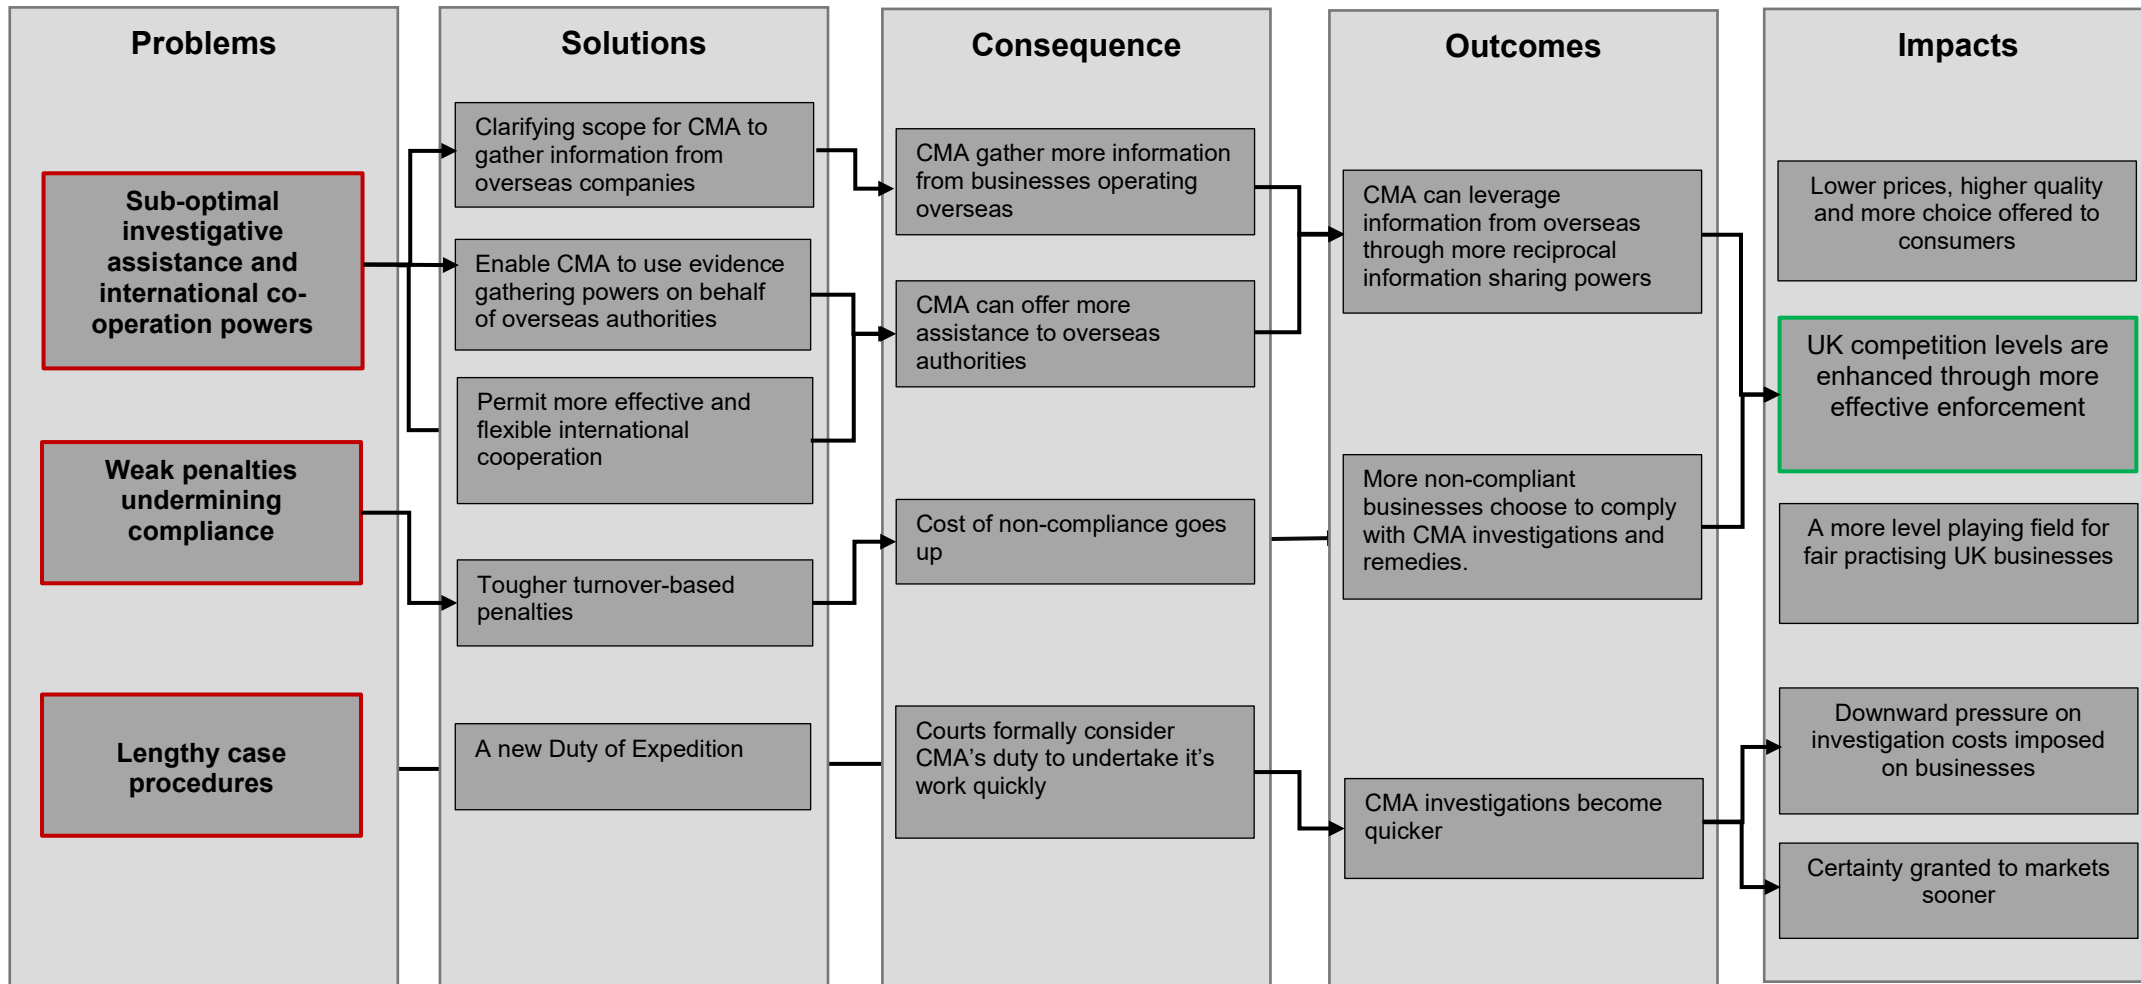 Problems
Sub-optimal
investigative
assistance and
international co-
operation powers
Weak penalties
undermining
compliance
Lengthy case
procedures
Solutions
Clarifying scope for CMA to
gather information from
overseas companies
Enable CMA to use evidence
gathering powers on behalf
of overseas authorities
Permit more effective and
flexible international
cooperation
Tougher turnover-based
penalties
A new Duty of Expedition
Consequence
CMA gather more information
from businesses operating
overseas
CMA can offer more
assistance to overseas
authorities
Cost of non-compliance goes
up
Courts formally consider
CMA’s duty to undertake it’s
work quickly
Outcomes
CMA can leverage
information from overseas
through more reciprocal
information sharing powers
More non-compliant
businesses choose to comply
with CMA investigations and
remedies.
CMA investigations become
quicker
Impacts
Lower prices, higher quality
and more choice offered to
consumers
UK competition levels are
enhanced through more
effective enforcement
A more level playing field for
fair practising UK businesses
Downward pressure on
investigation costs imposed
on businesses
Certainty granted to markets
sooner